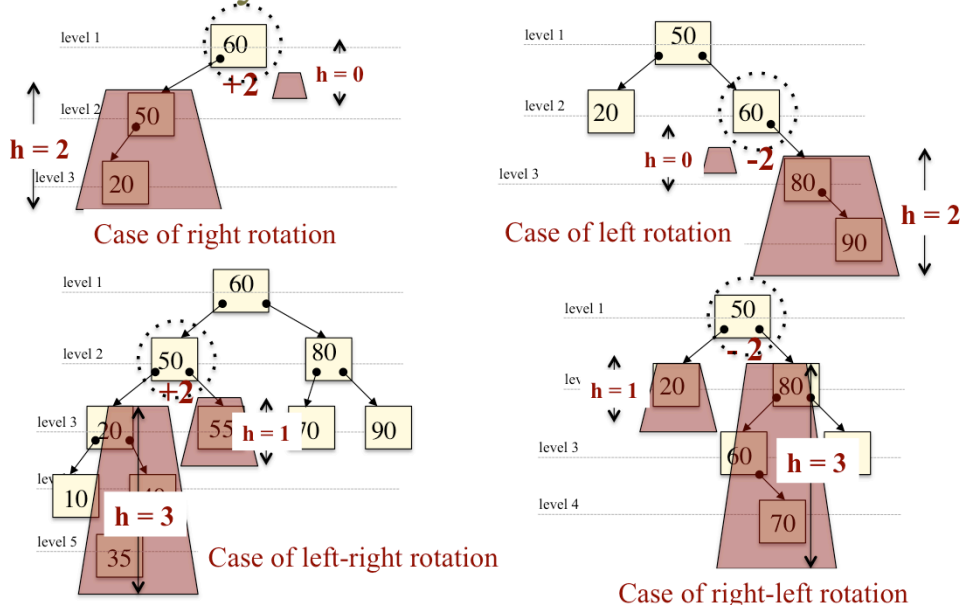 level 1
60
+2
h = 0
level 2
50
h = 2
level 3
20
Case of right rotation
level 1
50
level 2
20
60
h = 0
-2
level 3
80
h = 2
90
Case of left rotation
level 1
60
level 2
50
80
+2
level 3
20
55
h = 1
70
90
10
h = 3
level 5
35
Case of left-right rotation
level 1
50
- 2
h = 1
20
80
level 3
60
h = 3
level 4
70
Case of right-left rotation